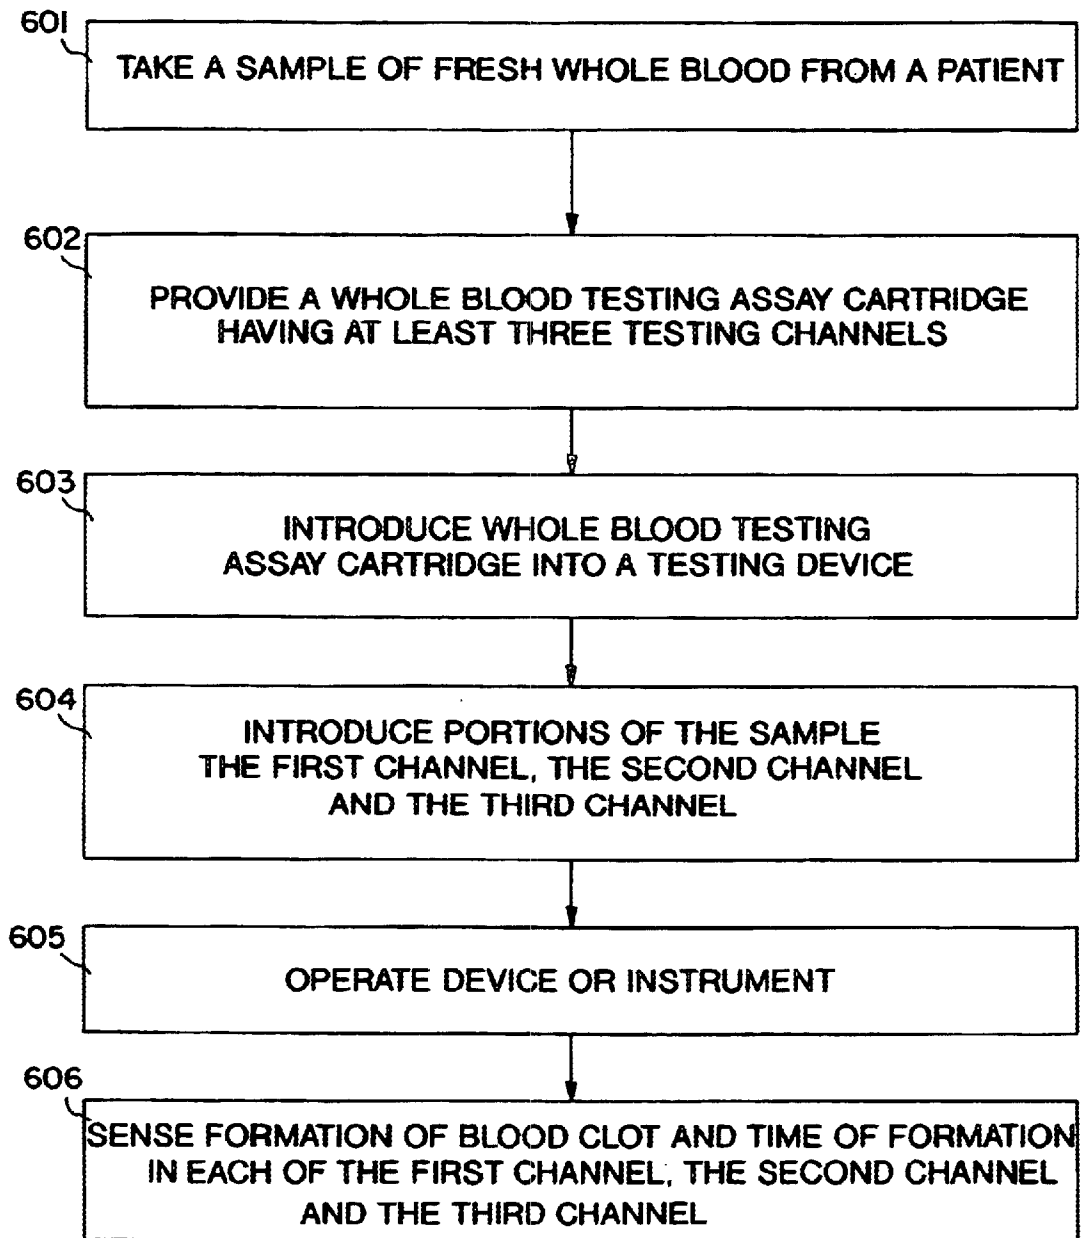 601
TAKE A SAMPLE OF FRESH WHOLE BLOOD FROM A PATIENT
602
PROVIDE A WHOLE BLOOD TESTING ASSAY CARTRIDGE
HAVING AT LEAST THREE TESTING CHANNELS
603
INTRODUCE WHOLE BLOOD TESTING
ASSAY CARTRIDGE INTO A TESTING DEVICE
604
INTRODUCE PORTIONS OF THE SAMPLE
THE FIRST CHANNEL, THE SECOND CHANNEL
AND THE THIRD CHANNEL
605
OPERATE DEVICE OR INSTRUMENT
606
SENSE FORMATION OF BLOOD CLOT AND TIME OF FORMATION
IN EACH OF THE FIRST CHANNEL, THE SECOND CHANNEL
AND THE THIRD CHANNEL